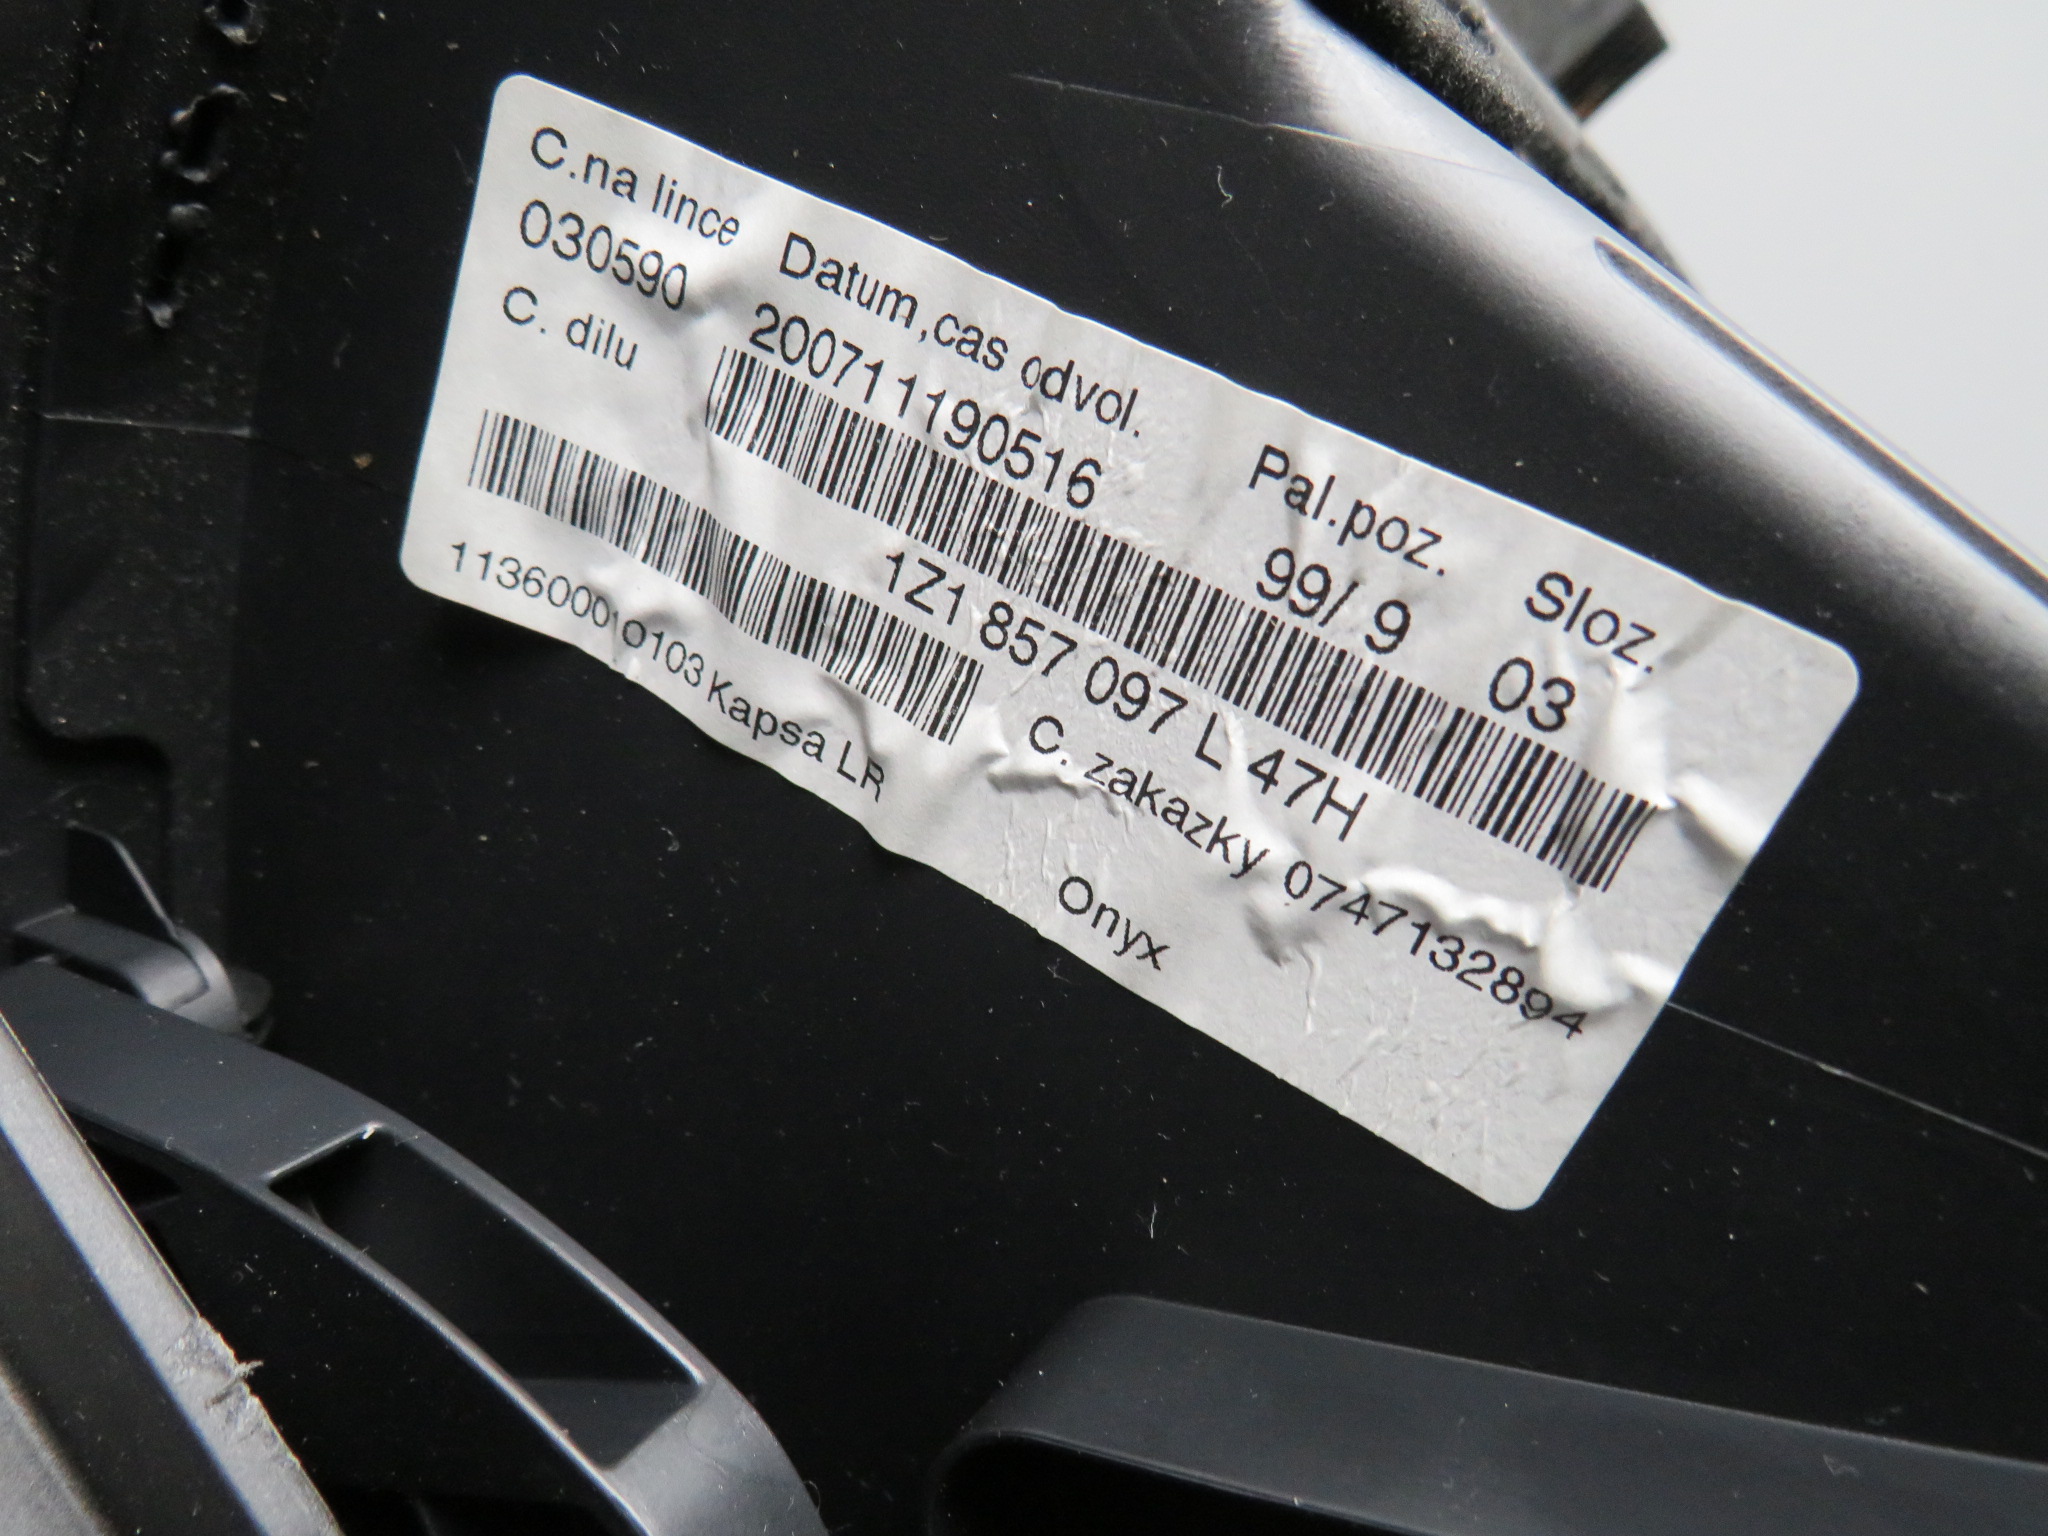 C.na lince Datum,cas odvol. Pal.poz. Sloz.
030590 200711190516 99/ 9 03
C. dilu 1Z1 857 097 L 47H
C. zakazky 0747132894
11360000103 Kapsa LR Onyx